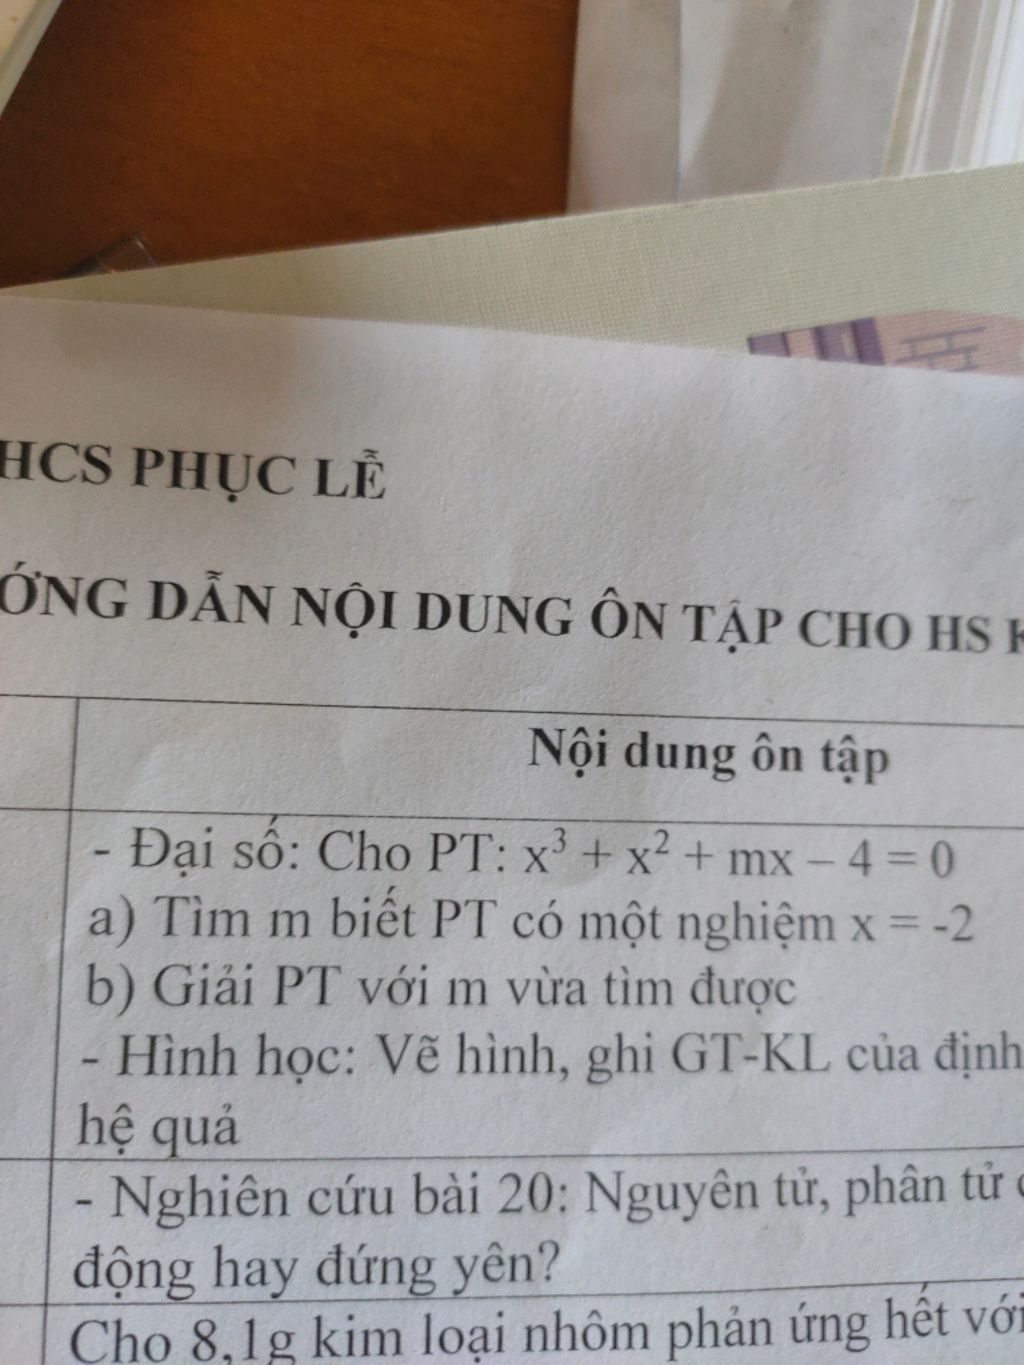 HCS PHỤC LỄ
ỚNG DẪN NỘI DUNG ÔN TẬP CHO HS K
Nội dung ôn tập
- Đại số: Cho PT: x³ + x² + mx – 4 = 0
a) Tìm m biết PT có một nghiệm x = -2
b) Giải PT với m vừa tìm được
- Hình học: Vẽ hình, ghi GT-KL của định
hệ quả
- Nghiên cứu bài 20: Nguyên tử, phân tử
động hay đứng yên?
Cho 8,1g kim loại nhôm phản ứng hết với